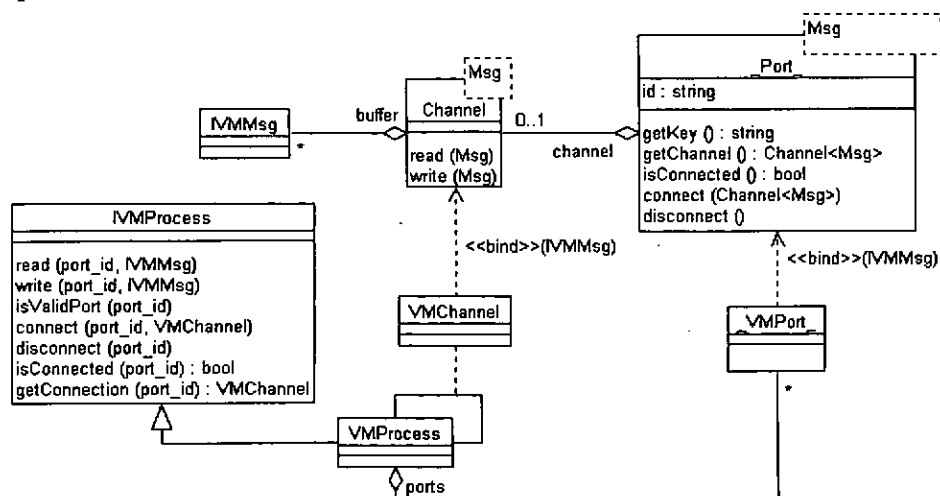 Msg
Port
id : string
getKey () : string
getChannel () : Channel<Msg>
isConnected () : bool
connect (Channel<Msg>)
disconnect ()
Msg
Channel
read (Msg)
write (Msg)
buffer
IVMMsg
*
0..1
channel
IVMProcess
read (port_id, IVMMsg)
write (port_id, IVMMsg)
isValidPort (port_id)
connect (port_id, VMChannel)
disconnect (port_id)
isConnected (port_id) : bool
getConnection (port_id) : VMChannel
<<bind>>(IVMMsg)
<<bind>>(IVMMsg)
VMChannel
VMPort
*
VMProcess
ports